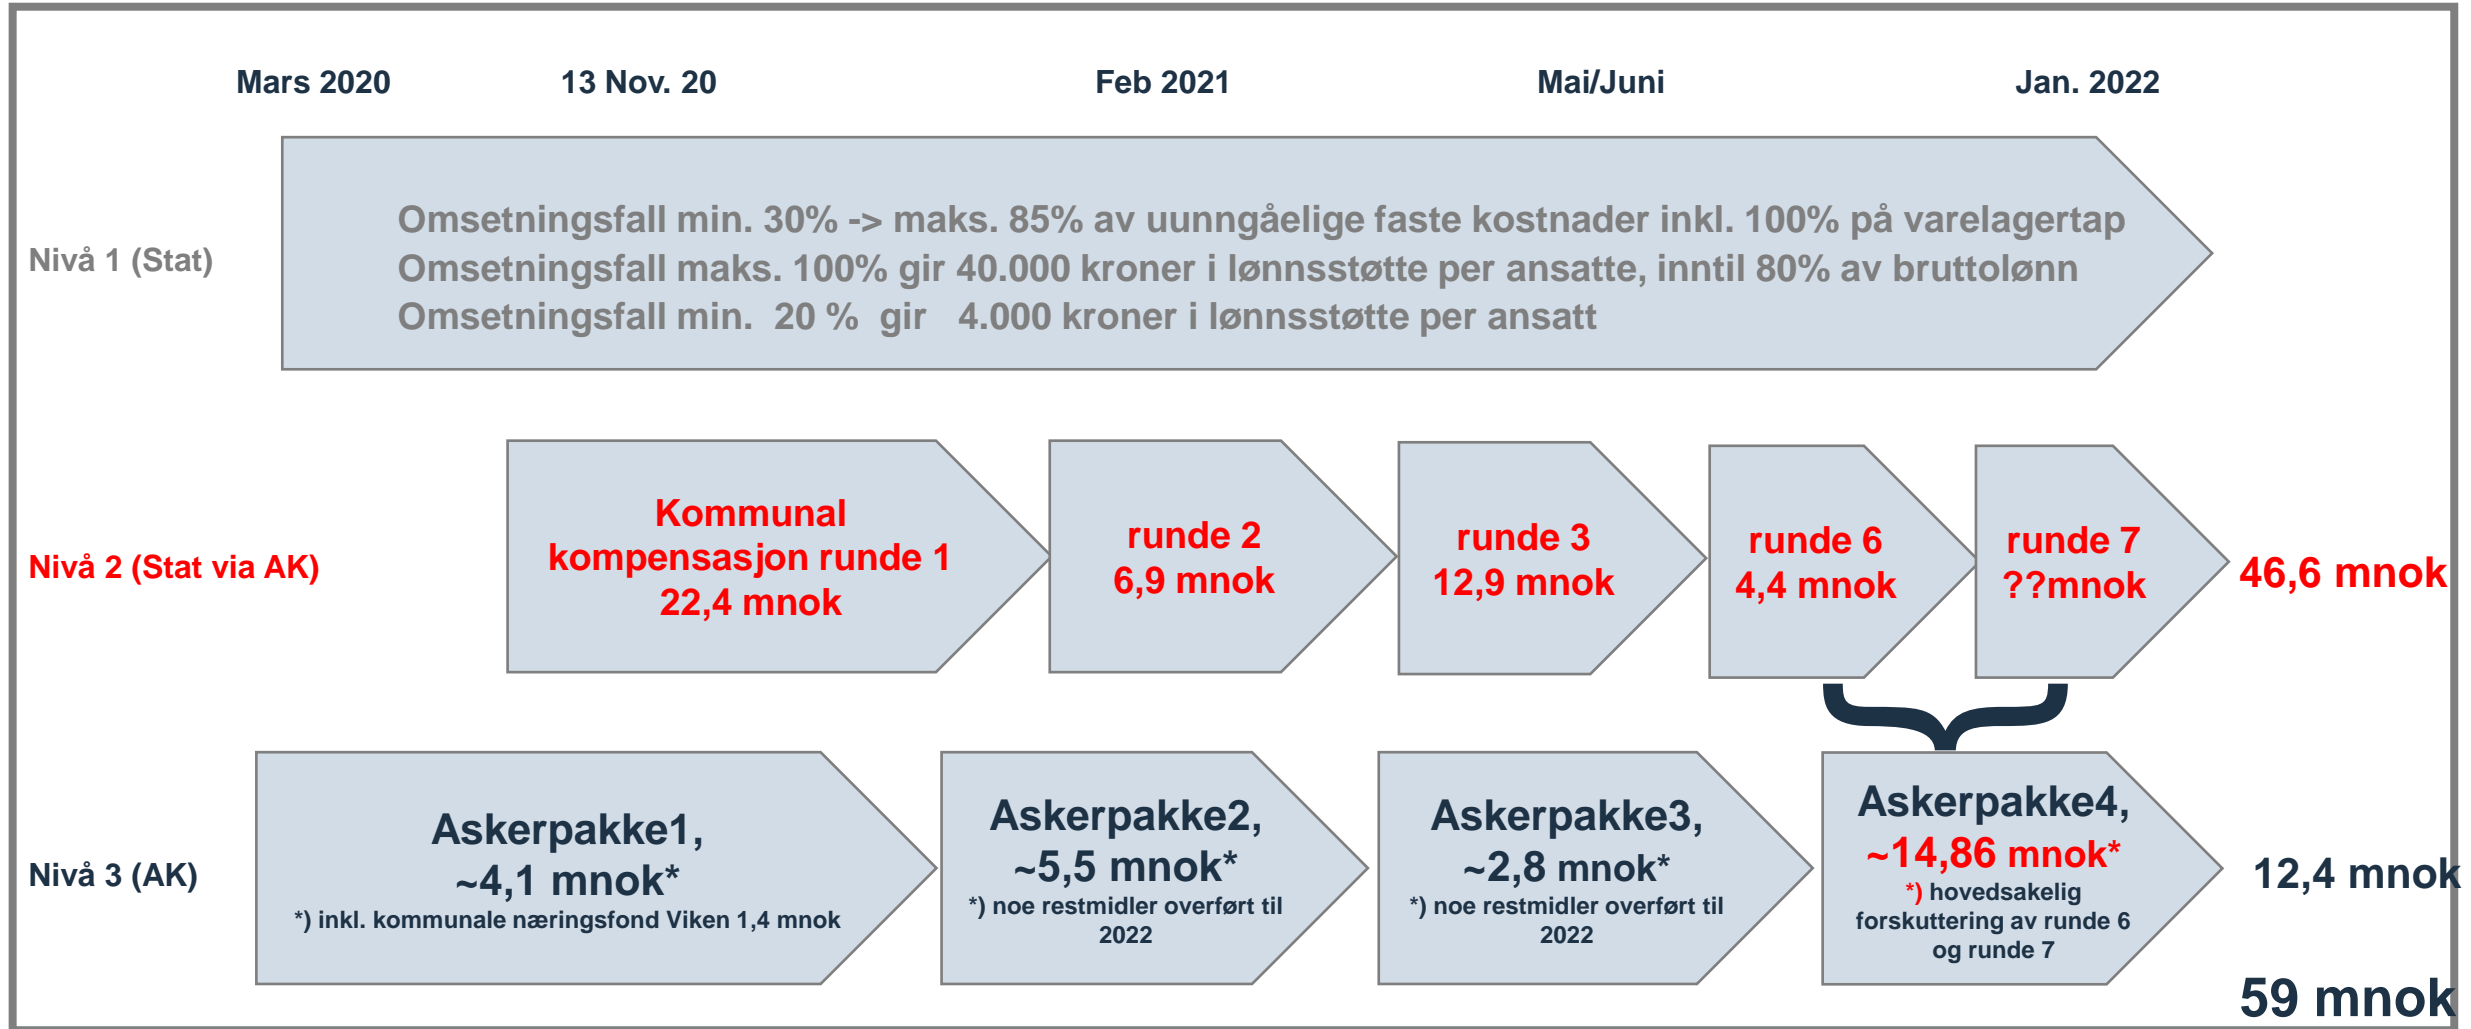 Mars 2020
13 Nov. 20
Feb 2021
Mai/Juni
Jan. 2022
Nivå 1 (Stat)
Omsetningsfall min. 30% -> maks. 85% av uunngåelige faste kostnader inkl. 100% på varelagertap
Omsetningsfall maks. 100% gir 40.000 kroner i lønnsstøtte per ansatte, inntil 80% av bruttolønn
Omsetningsfall min. 20 % gir 4.000 kroner i lønnsstøtte per ansatt
Nivå 2 (Stat via AK)
Kommunal
kompensasjon runde 1
22,4 mnok
runde 2
6,9 mnok
runde 3
12,9 mnok
runde 6
4,4 mnok
runde 7
??mnok
46,6 mnok
Nivå 3 (AK)
Askerpakke1,
~4,1 mnok*
*) inkl. kommunale næringsfond Viken 1,4 mnok
Askerpakke2,
~5,5 mnok*
*) noe restmidler overført til
2022
Askerpakke3,
~2,8 mnok*
*) noe restmidler overført til
2022
Askerpakke4,
~14,86 mnok*
*) hovedsakelig
forskuttering av runde 6
og runde 7
12,4 mnok
59 mnok